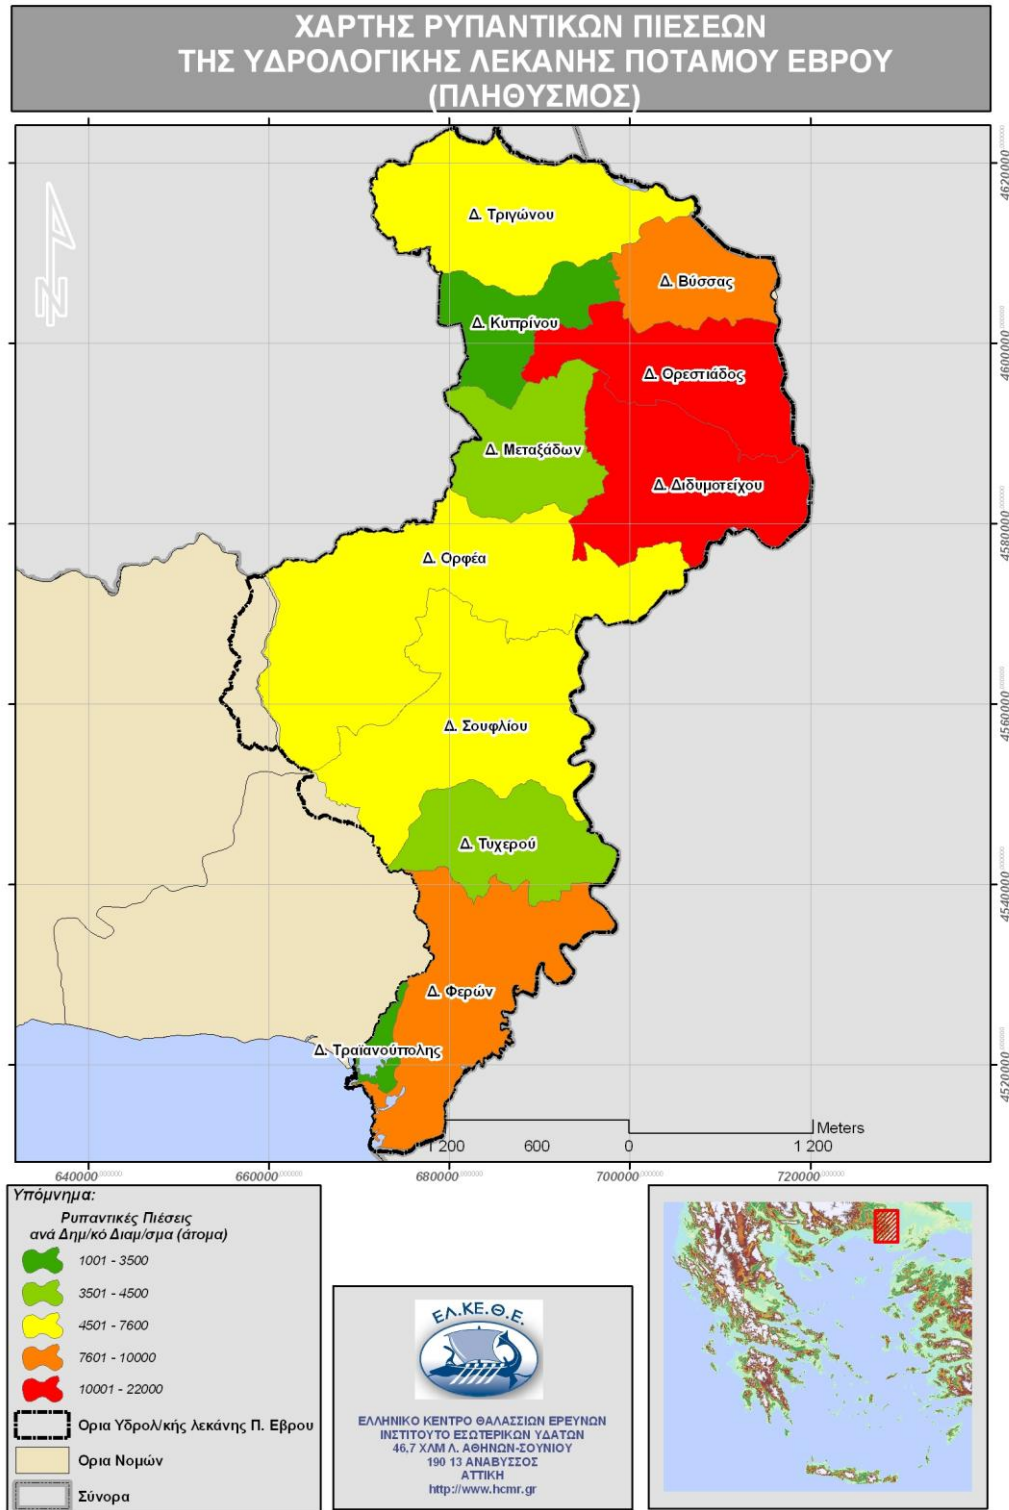 ΧΑΡΤΗΣ ΡΥΠΑΝΤΙΚΩΝ ΠΙΕΣΕΩΝ
ΤΗΣ ΥΔΡΟΛΟΓΙΚΗΣ ΛΕΚΑΝΗΣ ΠΟΤΑΜΟΥ ΕΒΡΟΥ
(ΠΛΗΘΥΣΜΟΣ)
Δ. Τριγώνου
Δ. Βύσσας
Δ. Κυπρίνου
Δ. Ορεστιάδος
Δ. Μεταξάδων
Δ. Διδυμοτείχου
Δ. Ορφέα
Δ. Σουφλίου
Δ. Τυχερού
Δ. Φερών
Δ. Τραϊανούπολης
4620000
4600000
4580000
4560000
4540000
4520000
1 200 600 0 1 200 Meters
640000 660000 680000 700000 720000
Υπόμνημα:
Ρυπαντικές Πιέσεις
ανά Δημ/κό Διαμ/σμα (άτομα)
1001 - 3500
3501 - 4500
4501 - 7600
7601 - 10000
10001 - 22000
Ορια Υδρολ/κής λεκάνης Π. Εβρου
Ορια Νομών
Σύνορα
ΕΛ.ΚΕ.Θ.Ε.
ΕΛΛΗΝΙΚΟ ΚΕΝΤΡΟ ΘΑΛΑΣΣΙΩΝ ΕΡΕΥΝΩΝ
ΙΝΣΤΙΤΟΥΤΟ ΕΣΩΤΕΡΙΚΩΝ ΥΔΑΤΩΝ
46,7 ΧΛΜ Λ. ΑΘΗΝΩΝ-ΣΟΥΝΙΟΥ
190 13 ΑΝΑΒΥΣΣΟΣ
ΑΤΤΙΚΗ
http://www.hcmr.gr